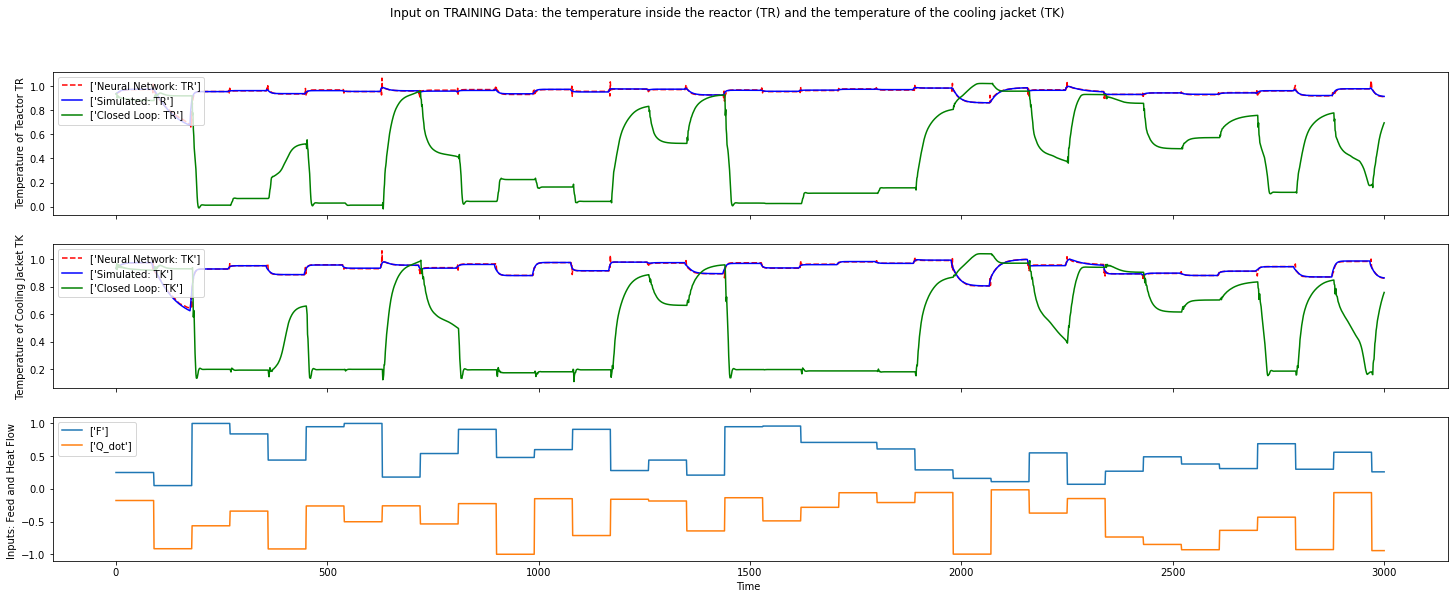 Input on TRAINING Data: the temperature inside the reactor (TR) and the temperature of the cooling jacket (TK)
Temperature of Teactor TR
1.0
0.8
0.6
0.4
0.2
0.0
['Neural Network: TR']
['Simulated: TR']
['Closed Loop: TR']
Temperature of Cooling Jacket TK
1.0
0.8
0.6
0.4
0.2
['Neural Network: TK']
['Simulated: TK']
['Closed Loop: TK']
Inputs: Feed and Heat Flow
1.0
0.5
0.0
−0.5
−1.0
['F']
['Q_dot']
0 500 1000 1500 2000 2500 3000
Time